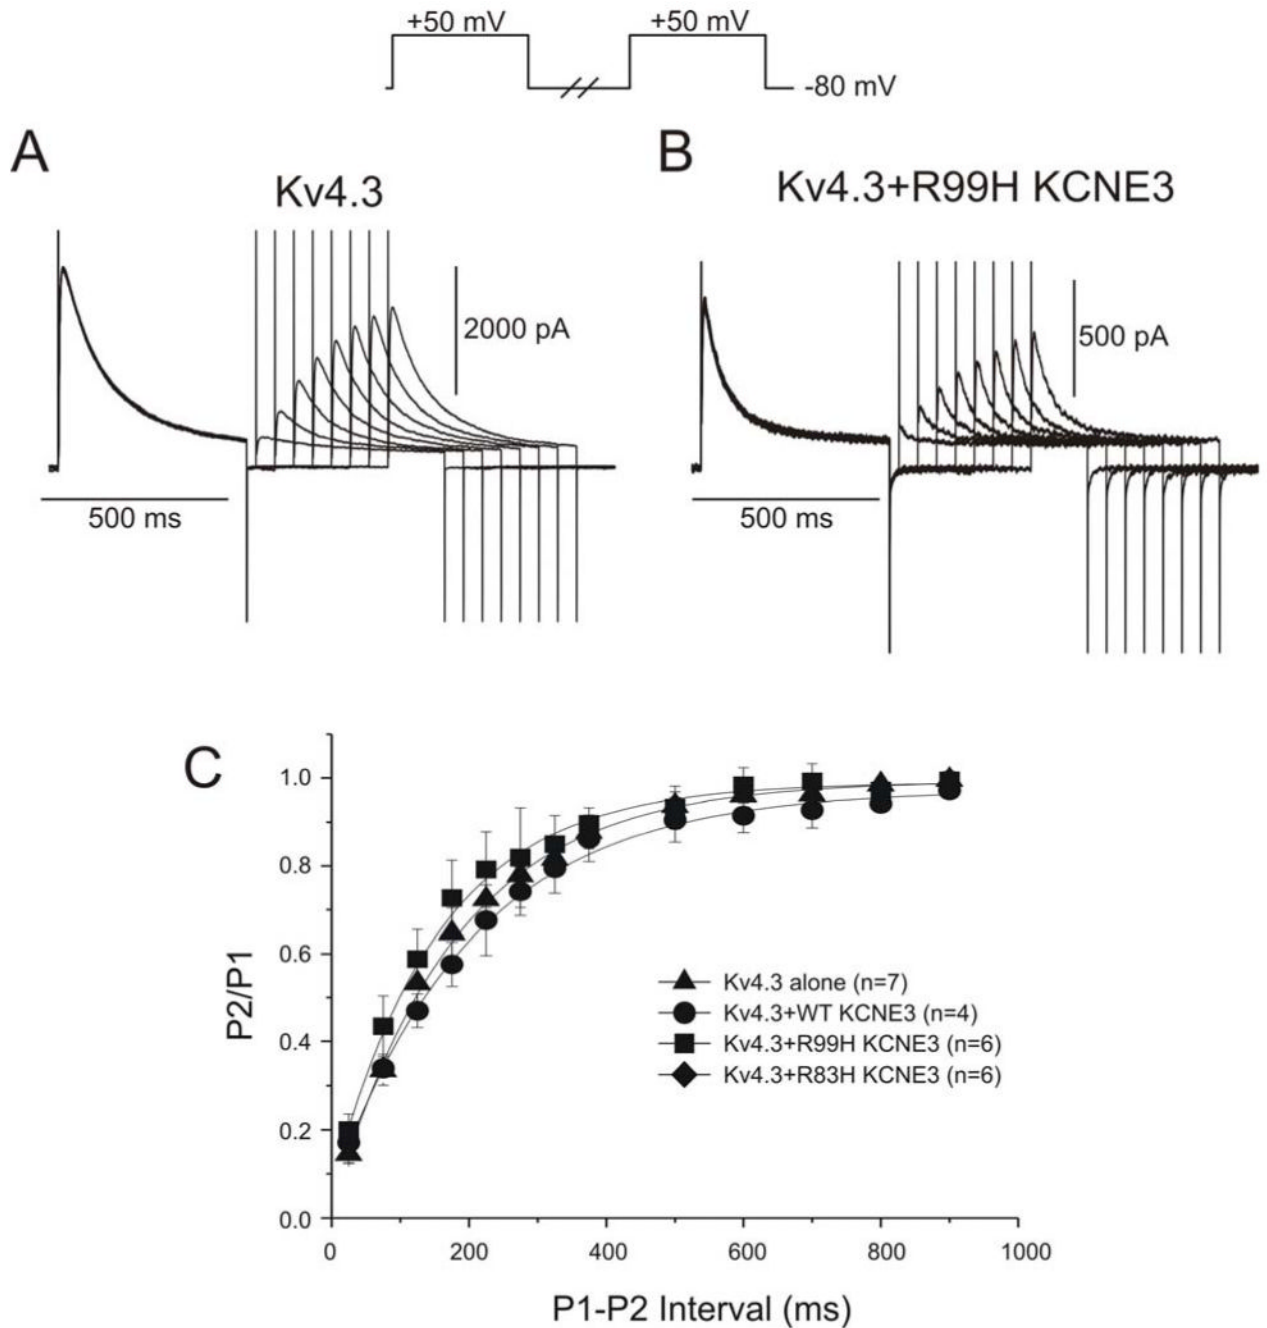 +50 mV +50 mV
-80 mV
A
B
Kv4.3
Kv4.3+R99H KCNE3
2000 pA
500 pA
500 ms
500 ms
C
1.0
0.8
0.6
0.4
0.2
0.0
P2/P1
Kv4.3 alone (n=7)
Kv4.3+WT KCNE3 (n=4)
Kv4.3+R99H KCNE3 (n=6)
Kv4.3+R83H KCNE3 (n=6)
0 200 400 600 800 1000
P1-P2 Interval (ms)